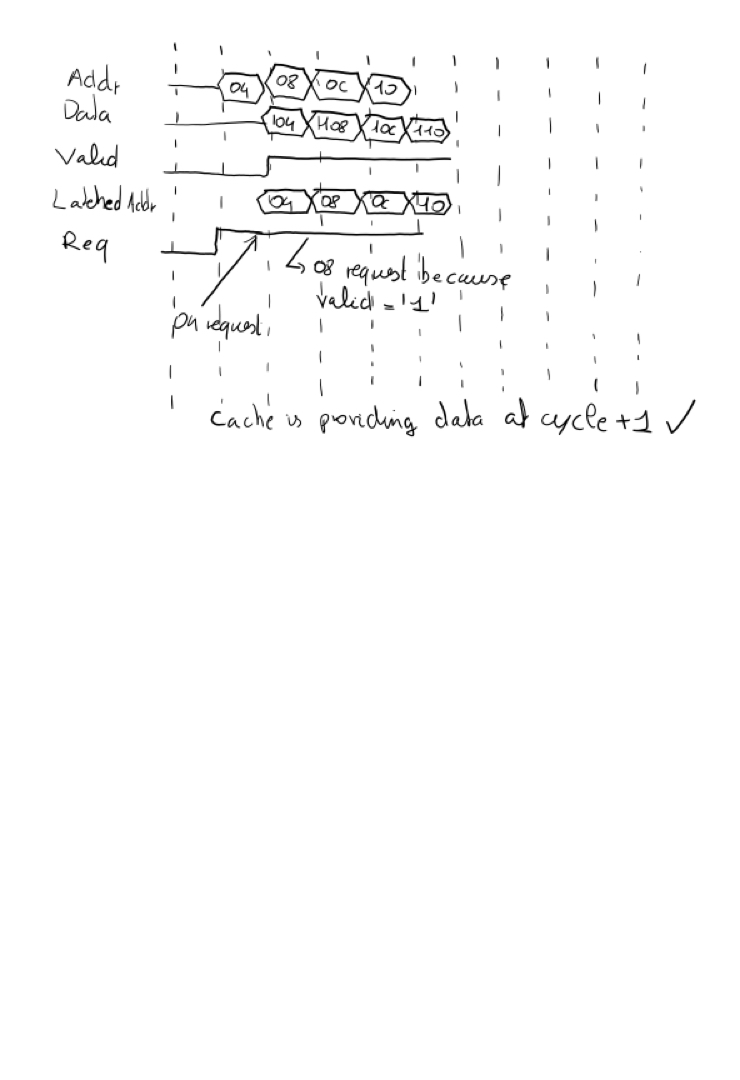 Addr 04 08 0C 10
Data 104 108 10C 110
Valid
Latched Addr 04 08 0C 10
Req
08 request because
valid = '1'
04 request
Cache is providing data at cycle +1 ✓